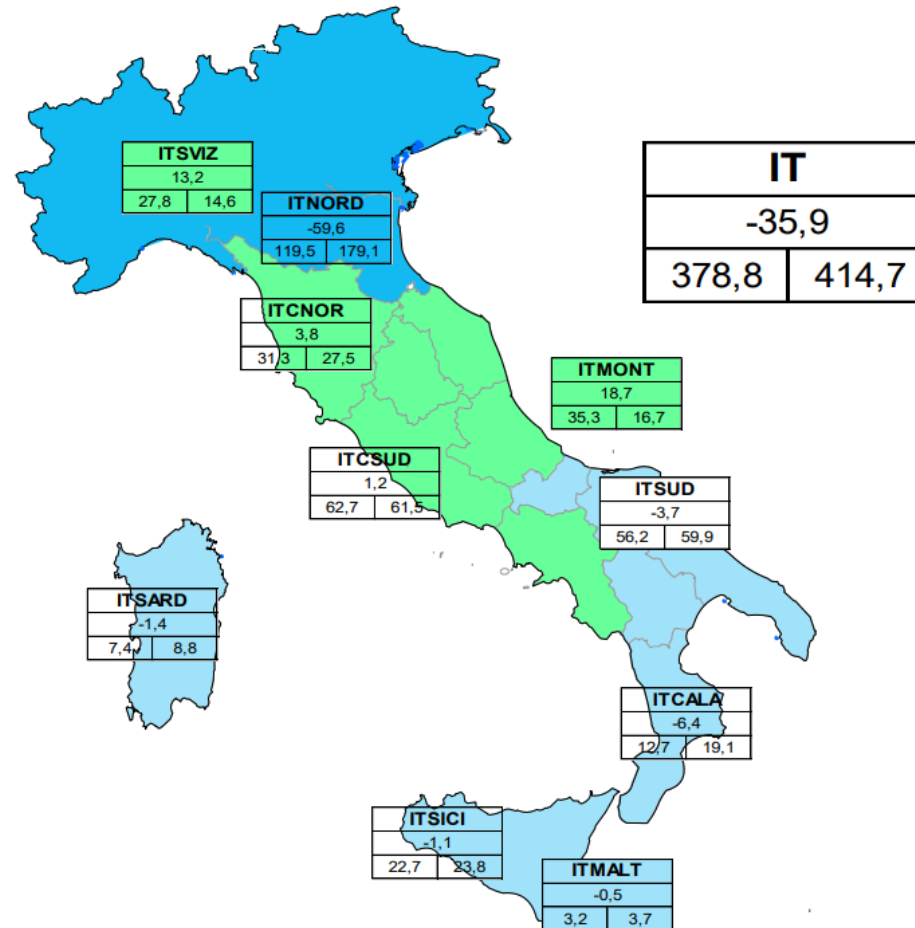 ITSVIZ
13,2
27,8 14,6
IT
-35,9
378,8 414,7
ITNORD
-59,6
119,5 179,1
ITCNOR
3,8
31,3 27,5
ITMONT
18,7
35,3 16,7
ITCSUD
1,2
62,7 61,5
ITSUD
-3,7
56,2 59,9
ITSARD
-1,4
7,4 8,8
ITCALA
-6,4
12,7 19,1
ITSICI
-1,1
22,7 23,8
ITMALT
-0,5
3,2 3,7